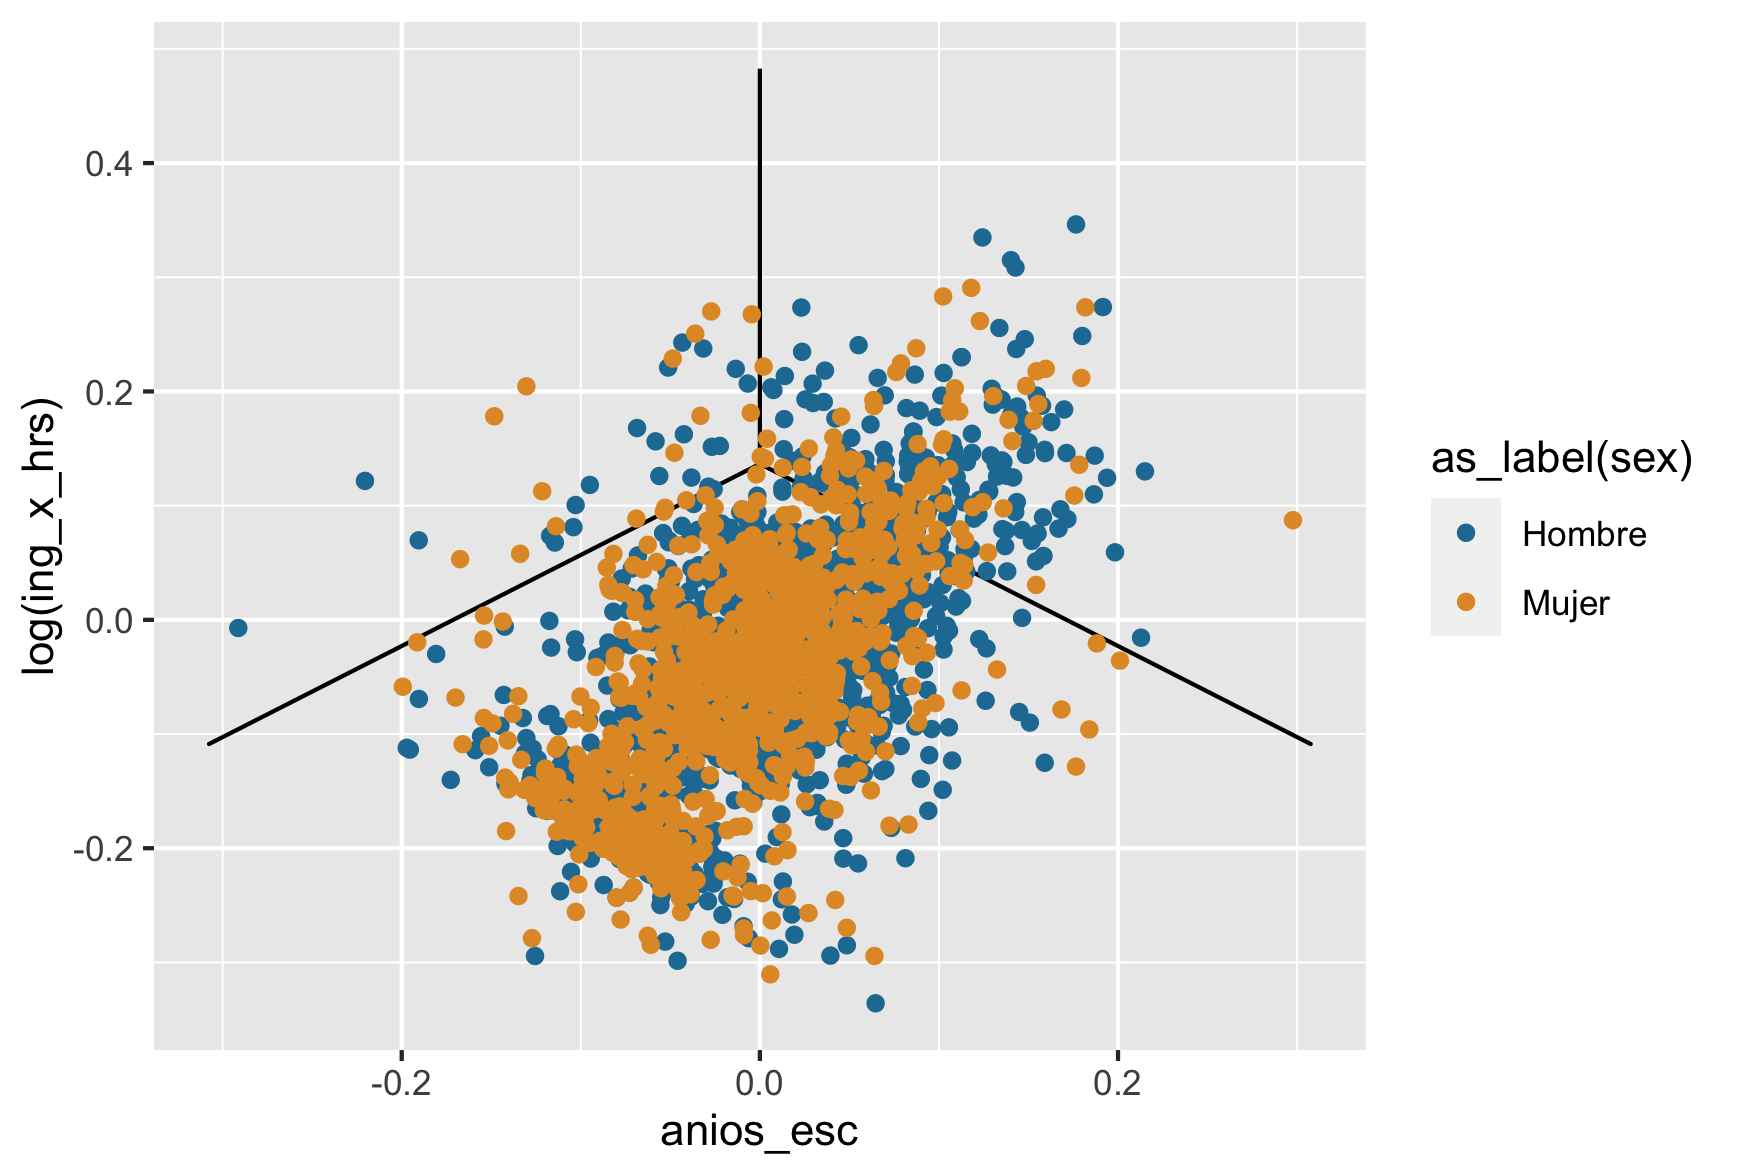 0.4
0.2
0.0
-0.2
log(ing_x_hrs)
-0.2
0.0
0.2
anios_esc
as_label(sex)
Hombre
Mujer